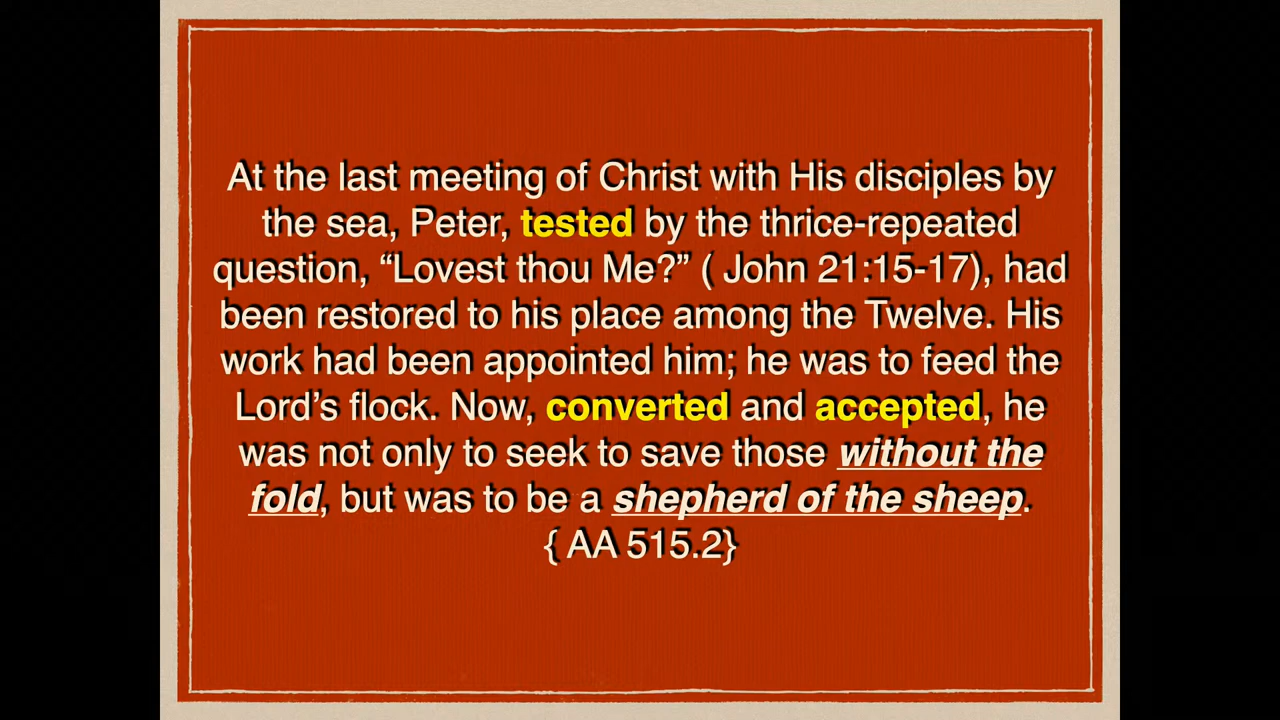 At the last meeting of Christ with His disciples by
the sea, Peter, tested by the thrice-repeated
question, “Lovest thou Me?” ( John 21:15-17), had
been restored to his place among the Twelve. His
work had been appointed him; he was to feed the
Lord’s flock. Now, converted and accepted, he
was not only to seek to save those without the
fold, but was to be a shepherd of the sheep.
{ AA 515.2}